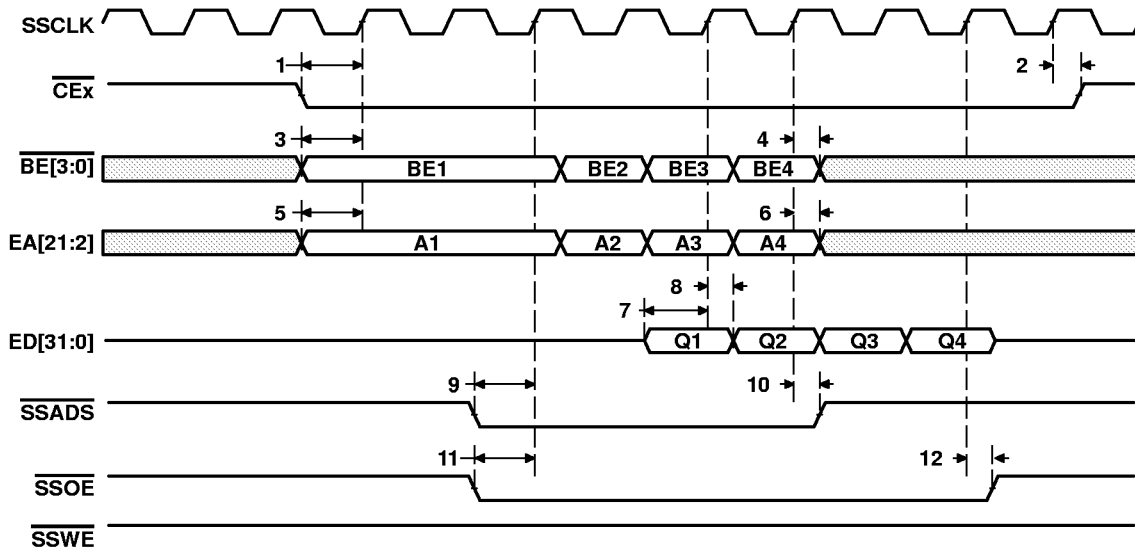 SSCLK
1
2
CEx
3
4
BE[3:0]
BE1 BE2 BE3 BE4
5
6
EA[21:2]
A1 A2 A3 A4
8
7
ED[31:0]
Q1 Q2 Q3 Q4
9
10
SSADS
11
12
SSOE
SSWE